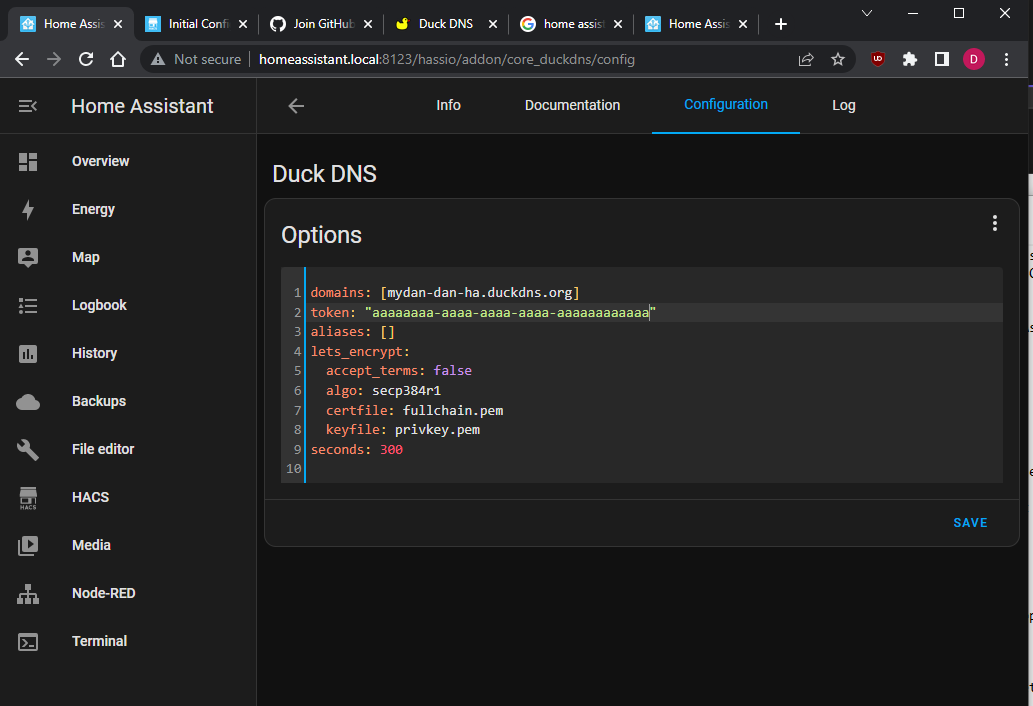 Home Assis
Initial Confi
Join GitHub
Duck DNS
home assis
Home Assis
Not secure
homeassistant.local:8123/hassio/addon/core_duckdns/config
UD
D
Home Assistant
Info
Documentation
Configuration
Log
Overview
Energy
Map
Logbook
History
Backups
File editor
HACS
HACS
Media
Node-RED
Terminal
Duck DNS
Options
1 domains: [mydan-dan-ha.duckdns.org]
2 token: "aaaaaaaa-aaaa-aaaa-aaaa-aaaaaaaaaaaa"
3 aliases: []
4 lets_encrypt:
5 accept_terms: false
6 algo: secp384r1
7 certfile: fullchain.pem
8 keyfile: privkey.pem
9 seconds: 300
10
SAVE